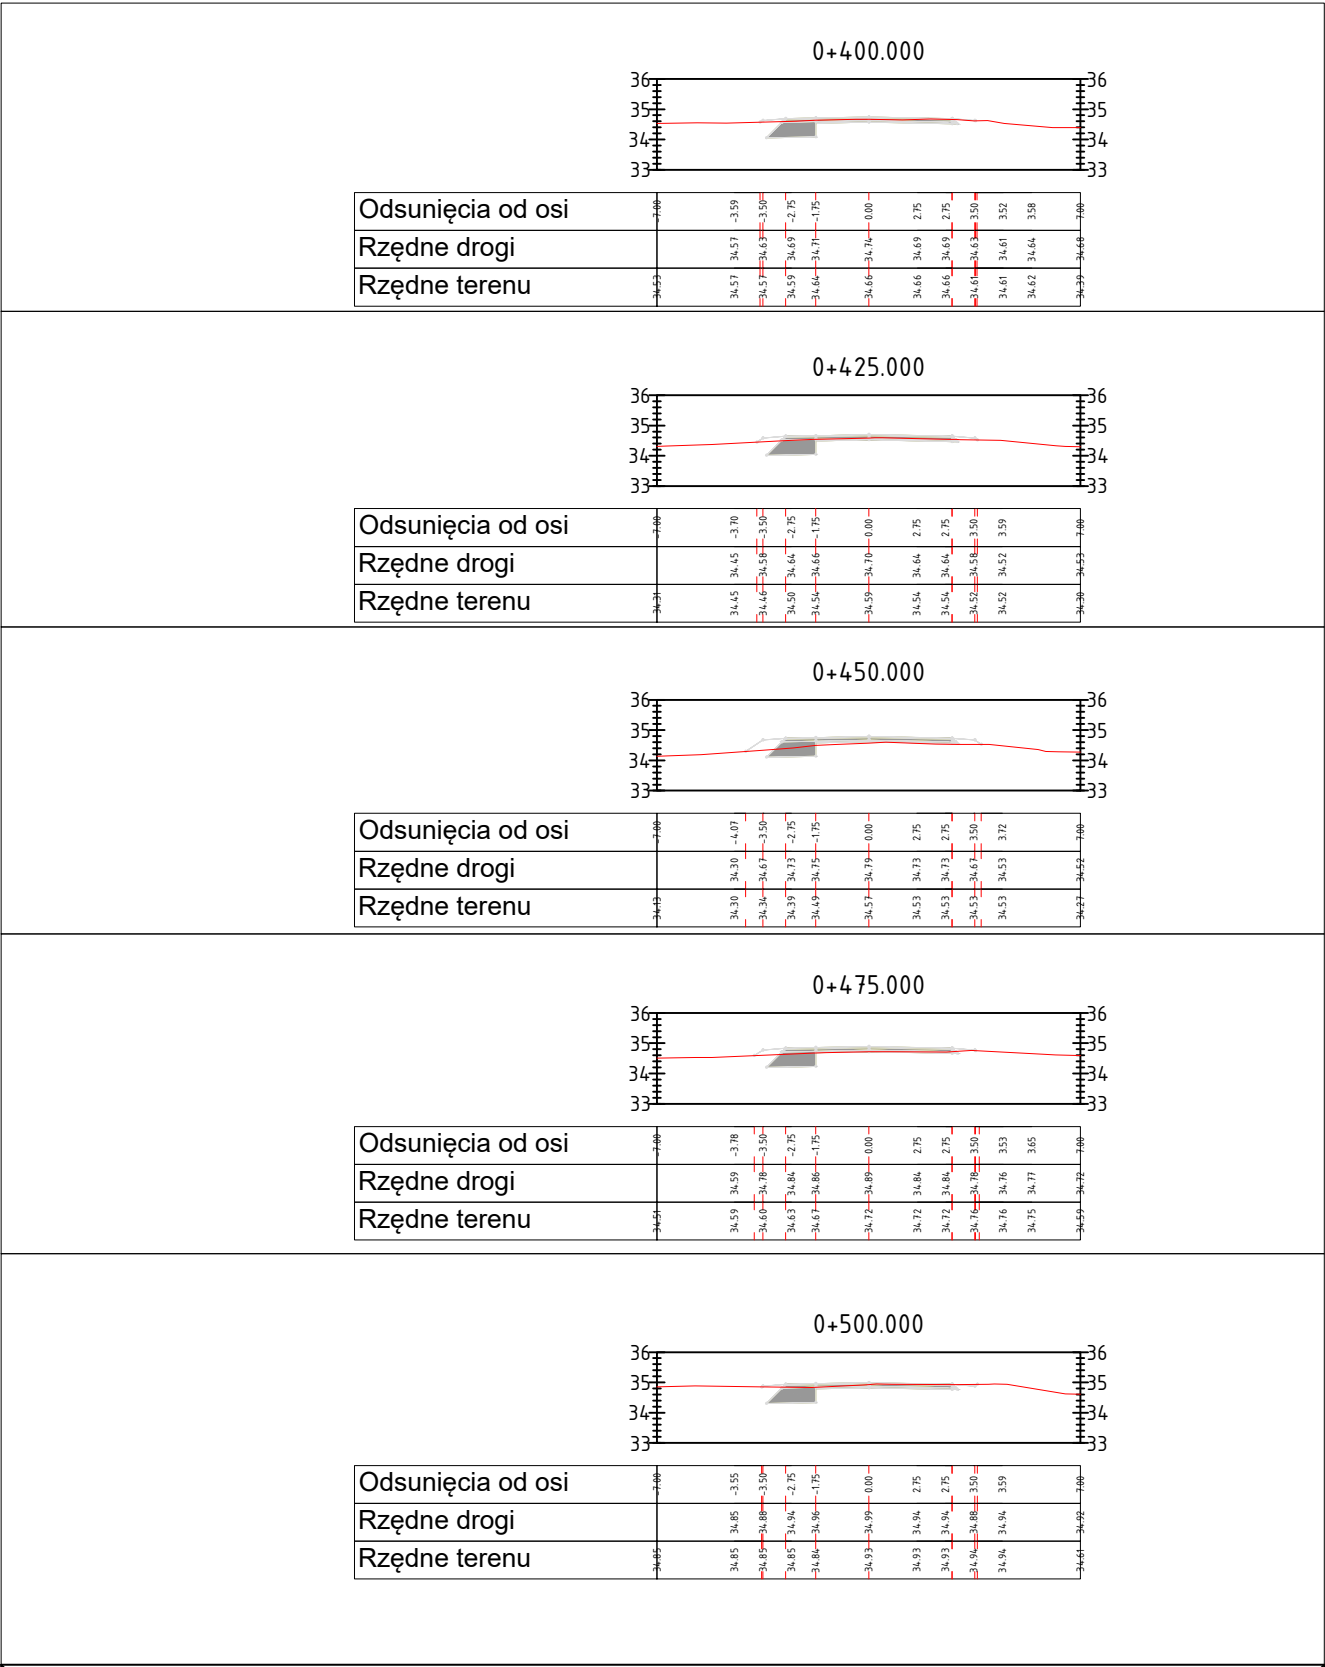 0+400.000
36 36
35 35
34 34
33 33
Odsunięcia od osi -7.00 -3.59 -3.50 -2.75 -1.75 0.00 2.75 2.75 3.50 3.52 3.58 7.00
Rzędne drogi 34.57 34.63 34.69 34.71 34.74 34.69 34.69 34.63 34.61 34.64 34.68
Rzędne terenu 34.53 34.57 34.57 34.59 34.64 34.66 34.66 34.66 34.61 34.61 34.62 34.39
0+425.000
36 36
35 35
34 34
33 33
Odsunięcia od osi -7.00 -3.70 -3.50 -2.75 -1.75 0.00 2.75 2.75 3.50 3.59 7.00
Rzędne drogi 34.45 34.58 34.64 34.66 34.70 34.64 34.64 34.58 34.52 34.53
Rzędne terenu 34.31 34.45 34.46 34.50 34.54 34.59 34.54 34.54 34.52 34.52 34.30
0+450.000
36 36
35 35
34 34
33 33
Odsunięcia od osi -7.00 -4.07 -3.50 -2.75 -1.75 0.00 2.75 2.75 3.50 3.72 7.00
Rzędne drogi 34.30 34.67 34.73 34.75 34.79 34.73 34.73 34.67 34.53 34.52
Rzędne terenu 34.13 34.30 34.34 34.39 34.49 34.57 34.53 34.53 34.53 34.53 34.27
0+475.000
36 36
35 35
34 34
33 33
Odsunięcia od osi -7.00 -3.78 -3.50 -2.75 -1.75 0.00 2.75 2.75 3.50 3.53 3.65 7.00
Rzędne drogi 34.59 34.78 34.84 34.86 34.89 34.84 34.84 34.78 34.76 34.77 34.72
Rzędne terenu 34.51 34.59 34.60 34.63 34.67 34.72 34.72 34.72 34.76 34.76 34.75 34.59
0+500.000
36 36
35 35
34 34
33 33
Odsunięcia od osi -7.00 -3.55 -3.50 -2.75 -1.75 0.00 2.75 2.75 3.50 3.59 7.00
Rzędne drogi 34.85 34.88 34.94 34.96 34.99 34.94 34.94 34.88 34.94 34.92
Rzędne terenu 34.85 34.85 34.85 34.85 34.84 34.93 34.93 34.93 34.94 34.94 34.61